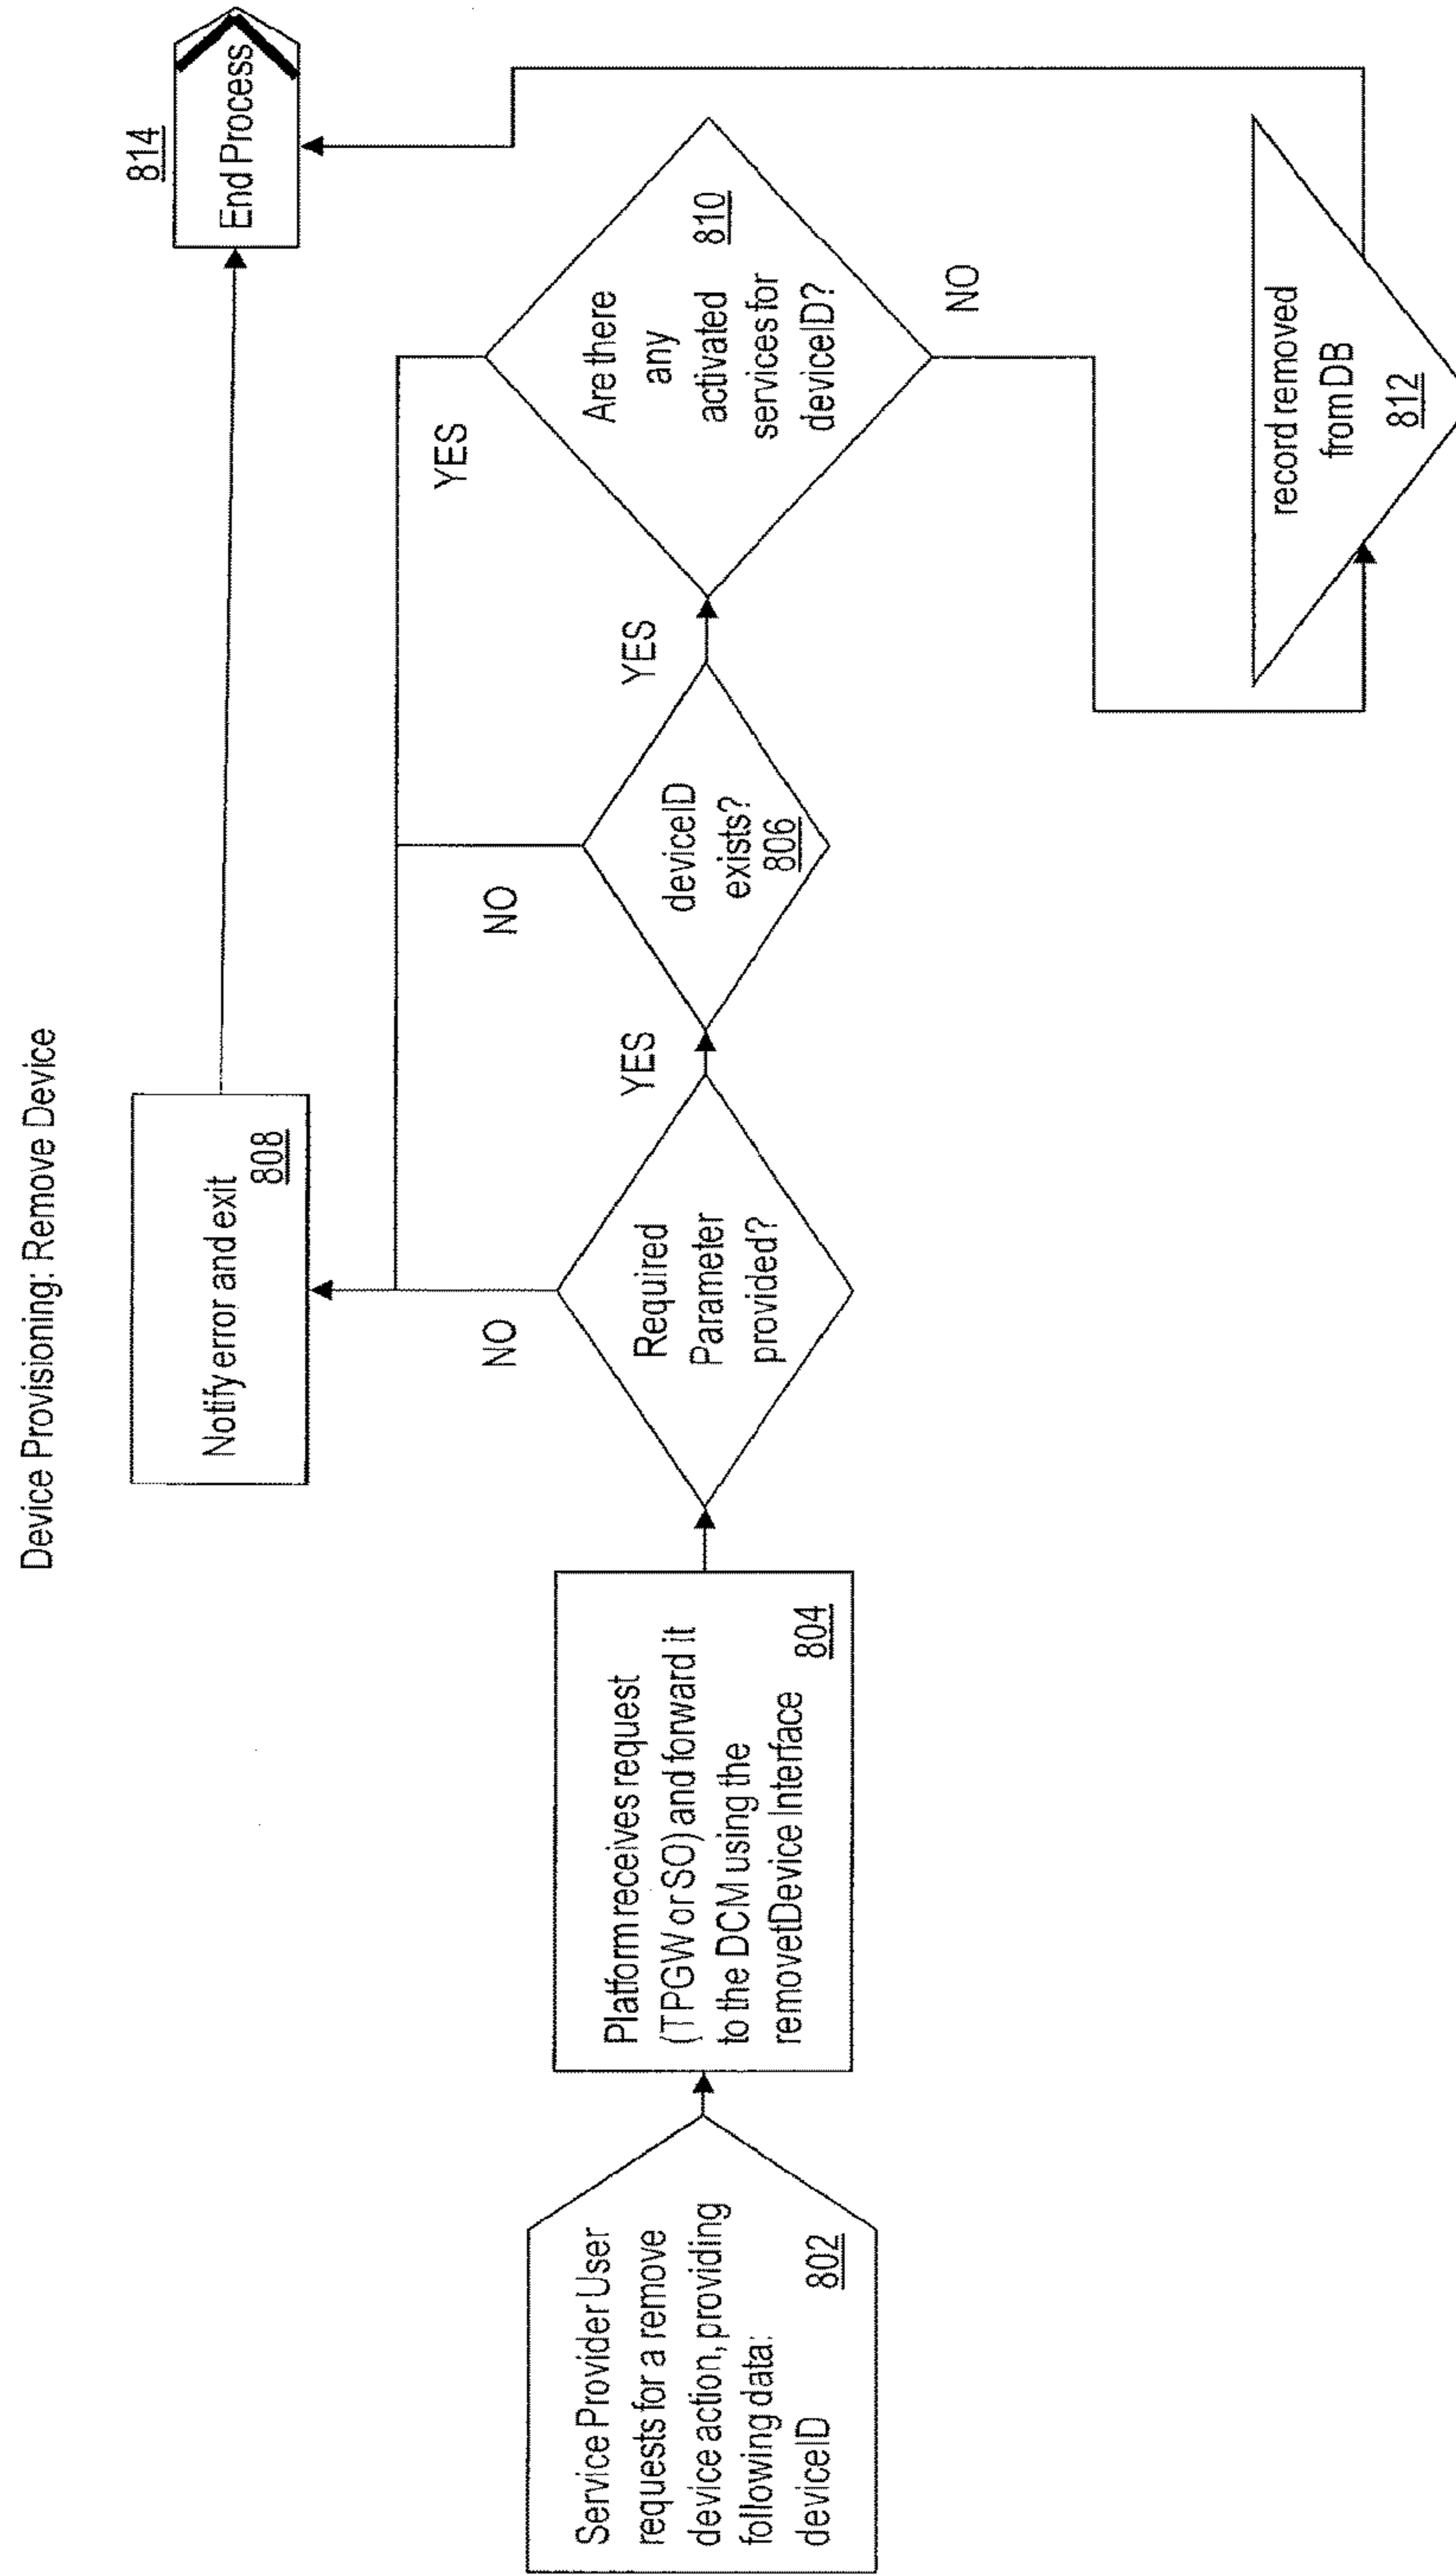 Device Provisioning: Remove Device
Service Provider User
requests for a remove
device action, providing
following data:
deviceID
802
Platform receives request
(TPGW or SO) and forward it
to the DCM using the
removetDevice Interface
804
Required
Parameter
provided?
NO
YES
Notify error and exit
808
deviceID
exists?
806
NO
YES
Are there
any
activated
services for
deviceID?
810
YES
NO
record removed
from DB
812
814
End Process